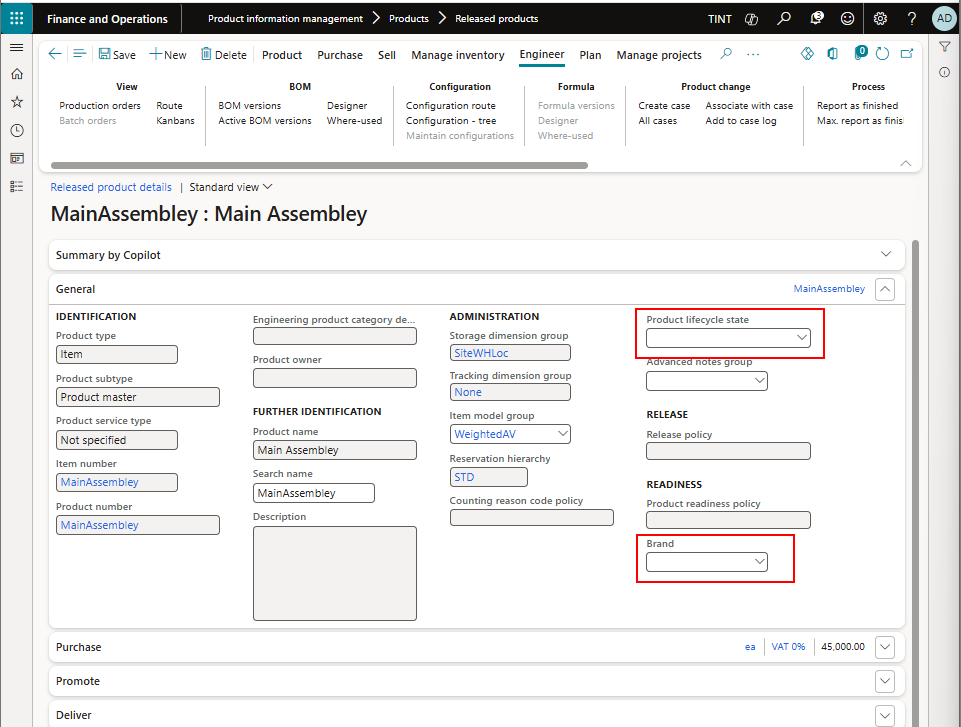 Finance and Operations
Product information management
Products
Released products
TINT
3
AD
Save
New
Delete
Product
Purchase
Sell
Manage inventory
Engineer
Plan
Manage projects
0
View
Production orders
Route
Batch orders
Kanbans
BOM
BOM versions
Designer
Active BOM versions
Where-used
Configuration
Configuration route
Configuration - tree
Maintain configurations
Formula
Formula versions
Designer
Where-used
Product change
Create case
Associate with case
All cases
Add to case log
Process
Report as finished
Max. report as finis
Released product details | Standard view
MainAssembley : Main Assembley
Summary by Copilot
General
MainAssembley
IDENTIFICATION
Product type
Item
Product subtype
Product master
Product service type
Not specified
Item number
MainAssembley
Product number
MainAssembley
Engineering product category de...
Product owner
FURTHER IDENTIFICATION
Product name
Main Assembley
Search name
MainAssembley
Description
ADMINISTRATION
Storage dimension group
SiteWHLoc
Tracking dimension group
None
Item model group
WeightedAV
Reservation hierarchy
STD
Counting reason code policy
Product lifecycle state
Advanced notes group
RELEASE
Release policy
READINESS
Product readiness policy
Brand
Purchase
ea
VAT 0%
45,000.00
Promote
Deliver